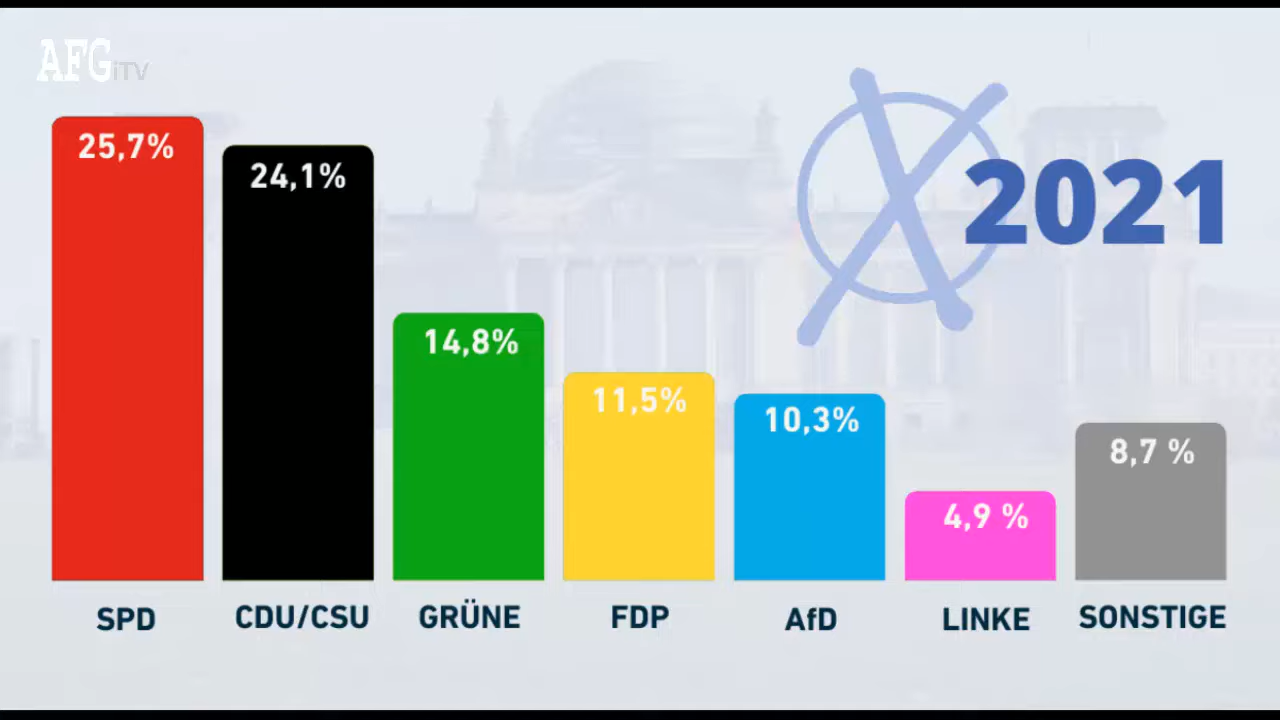 AFG iTV
25,7%
24,1%
14,8%
11,5%
10,3%
4,9 %
8,7 %
2021
SPD
CDU/CSU
GRÜNE
FDP
AfD
LINKE
SONSTIGE